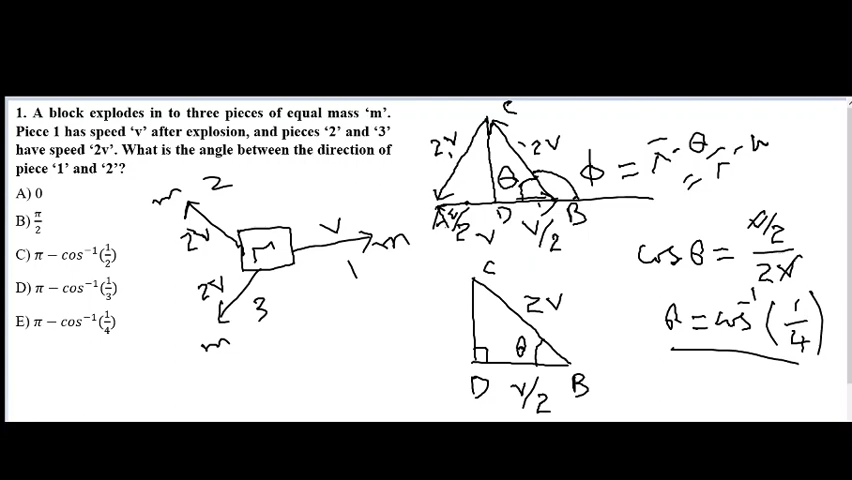 1. A block explodes in to three pieces of equal mass ‘m’.
Piece 1 has speed ‘v’ after explosion, and pieces ‘2’ and ‘3’
have speed ‘2v’. What is the angle between the direction of
piece ‘1’ and ‘2’?
A) 0
B) π/2
C) π − cos⁻¹(1/2)
D) π − cos⁻¹(1/3)
E) π − cos⁻¹(1/4)
m 2
2V
V
m
1
2V
3
m
C
2V
2V
θ
A
V/2
D
V/2
B
V
ϕ = π - θ
cos θ = V/2 / 2V
θ = cos⁻¹ (1/4)
C
2V
θ
D
V/2
B